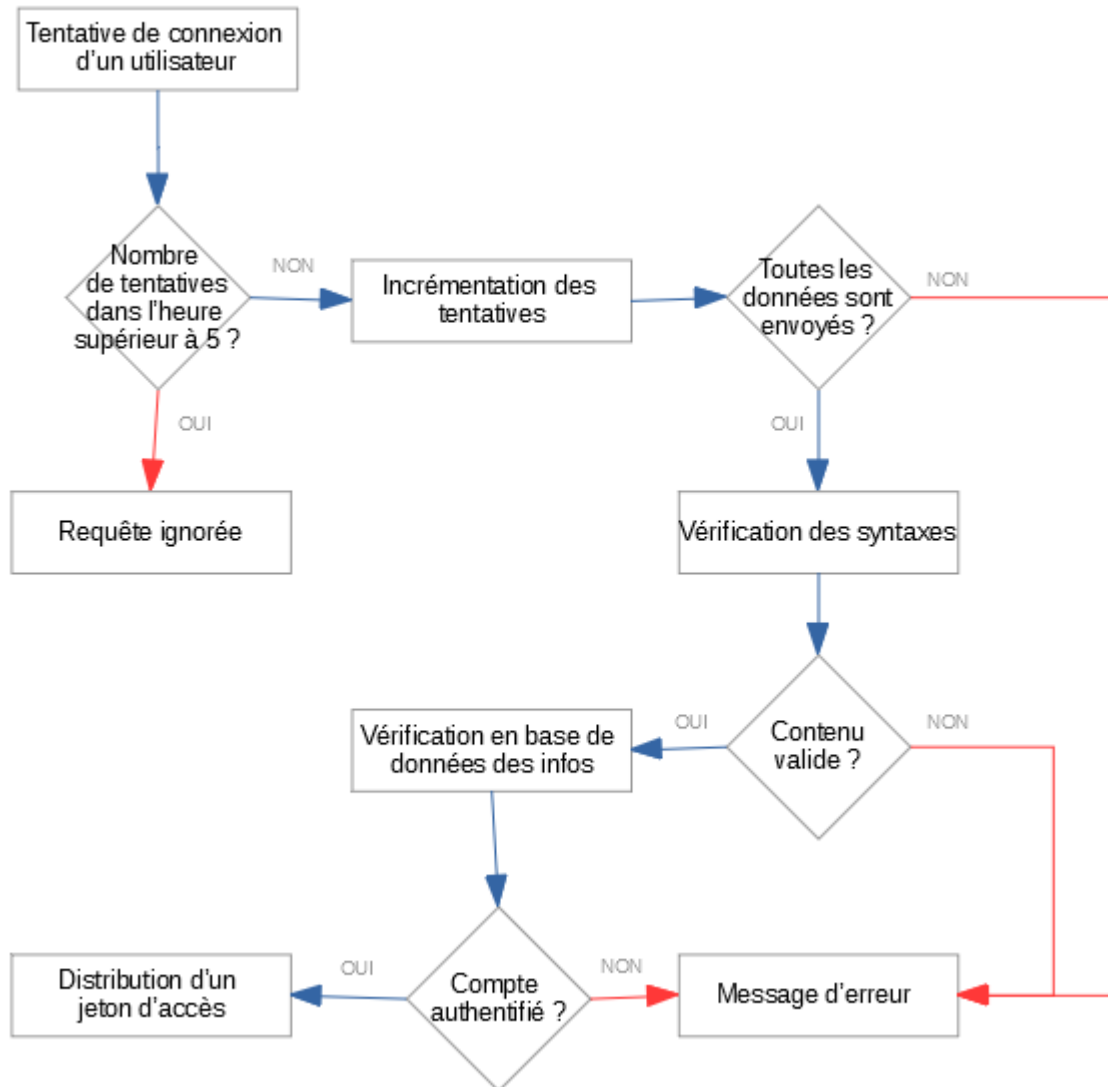 Tentative de connexion
d'un utilisateur
Nombre
de tentatives
dans l'heure
supérieur à 5 ?
NON
Incrémentation des
tentatives
Toutes les
données sont
envoyés ?
NON
OUI
OUI
Requête ignorée
Vérification des syntaxes
Vérification en base de
données des infos
OUI
Contenu
valide ?
NON
Distribution d'un
jeton d'accès
OUI
Compte
authentifié ?
NON
Message d'erreur